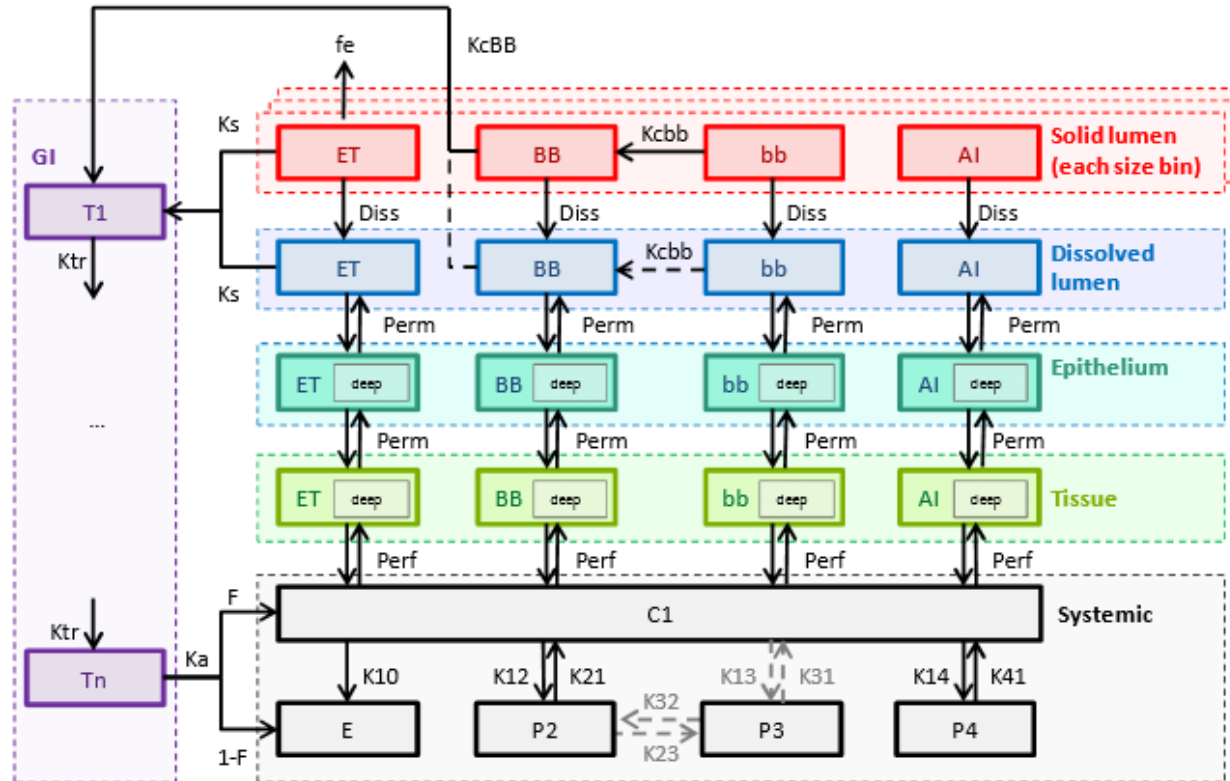 KcBB
fe
Ks
GI
ET
BB
Kcbb
bb
AI
Solid lumen
(each size bin)
T1
Diss
Diss
Diss
Diss
Ktr
Ks
ET
BB
Kcbb
bb
AI
Dissolved
lumen
Perm
Perm
Perm
Perm
ET deep
BB deep
bb deep
AI deep
Epithelium
...
Perm
Perm
Perm
Perm
ET deep
BB deep
bb deep
AI deep
Tissue
Perf
Perf
Perf
Perf
F
C1
Systemic
Ktr
Ka
Tn
K10
K12
K21
K13
K31
K14
K41
K32
E
P2
P3
P4
K23
1-F